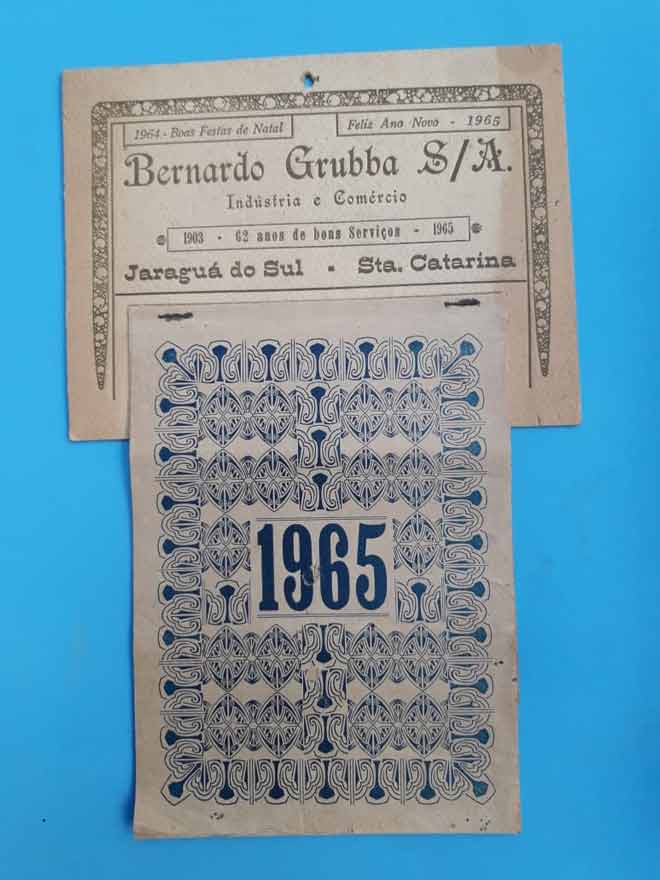 1964 - Boas Festas de Natal
Feliz Ano Novo - 1965
Bernardo Grubba S/A.
Indústria e Comércio
1903 - 62 anos de bons Serviços - 1965
Jaraguá do Sul - Sta. Catarina
1965